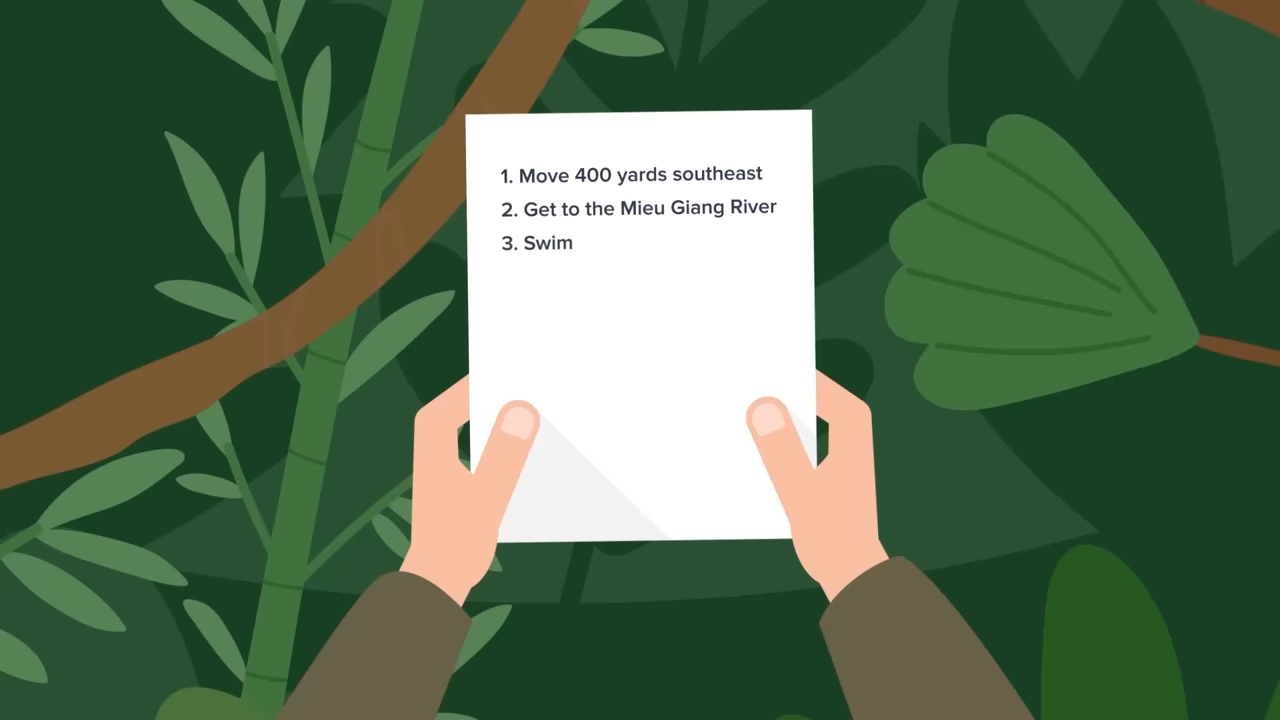 1. Move 400 yards southeast
2. Get to the Mieu Giang River
3. Swim